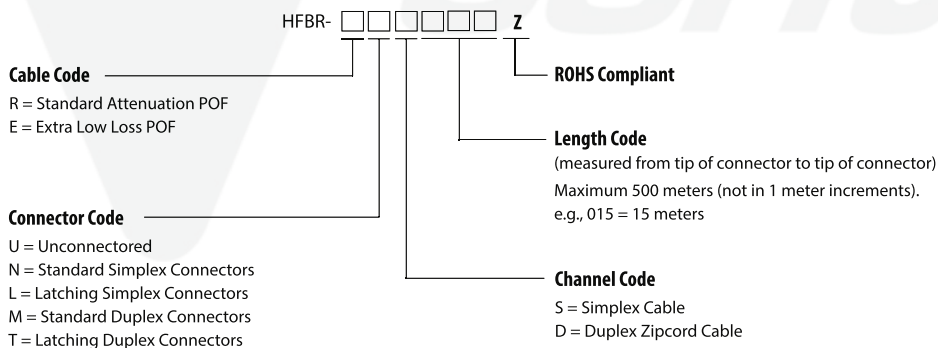 HFBR- □ □ □ □ □ □ Z
Cable Code
R = Standard Attenuation POF
E = Extra Low Loss POF
Connector Code
U = Unconnectored
N = Standard Simplex Connectors
L = Latching Simplex Connectors
M = Standard Duplex Connectors
T = Latching Duplex Connectors
ROHS Compliant
Length Code
(measured from tip of connector to tip of connector)
Maximum 500 meters (not in 1 meter increments).
e.g., 015 = 15 meters
Channel Code
S = Simplex Cable
D = Duplex Zipcord Cable